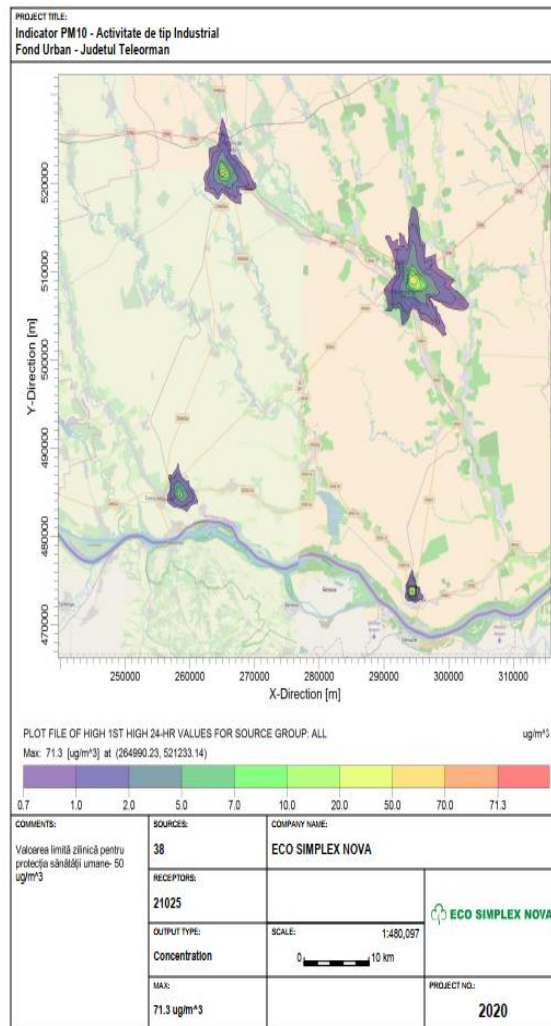 PROJECT TITLE:
Indicator PM10 - Activitate de tip Industrial
Fond Urban - Judetul Teleorman
Y-Direction [m]
520000
510000
500000
490000
480000
470000
250000 260000 270000 280000 290000 300000 310000
X-Direction [m]
PLOT FILE OF HIGH 1ST HIGH 24-HR VALUES FOR SOURCE GROUP: ALL
ug/m^3
Max: 71.3 [ug/m^3] at (264990.23, 521233.14)
0.7 1.0 2.0 5.0 7.0 10.0 20.0 50.0 70.0 71.3
COMMENTS:
Valoarea limită zilinică pentru
protecția sănătății umane- 50
ug/m^3
SOURCES:
38
COMPANY NAME:
ECO SIMPLEX NOVA
RECEPTORS:
21025
OUTPUT TYPE:
Concentration
SCALE:
1:480,097
0 10 km
ECO SIMPLEX NOVA
MAX:
71.3 ug/m^3
PROJECT NO.:
2020